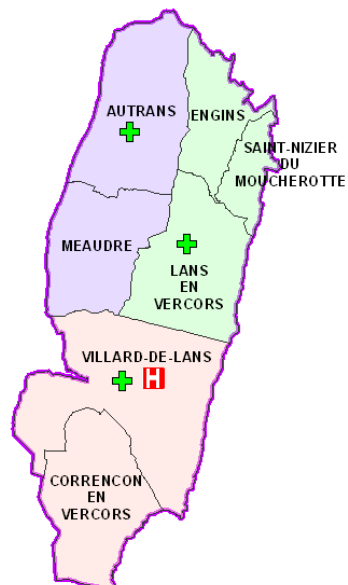 AUTRANS
ENGINS
SAINT-NIZIER
DU
MOUCHEROTTE
MEAUDRE
LANS
EN
VERCORS
VILLARD-DE-LANS
H
CORRENCON
EN
VERCORS